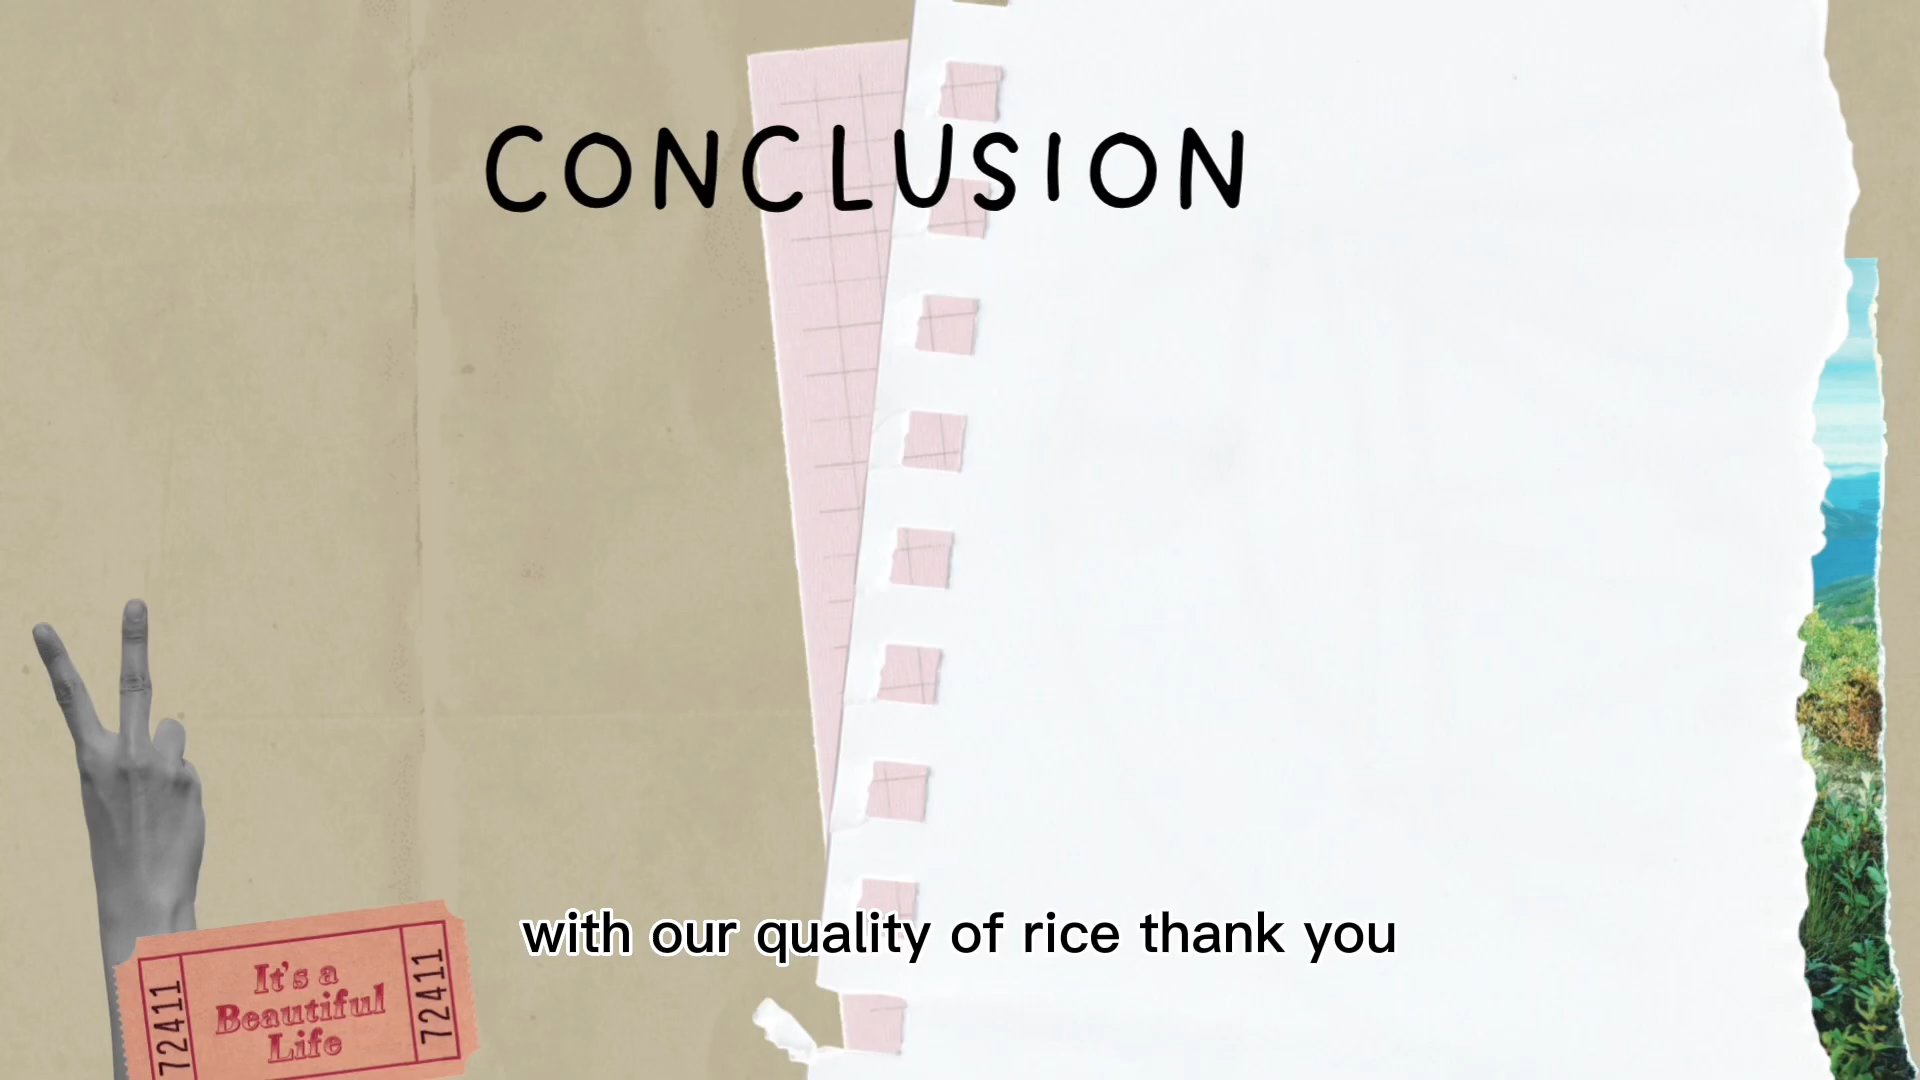 CONCLUSION
with our quality of rice thank you
72411
It's a
Beautiful
Life
72411